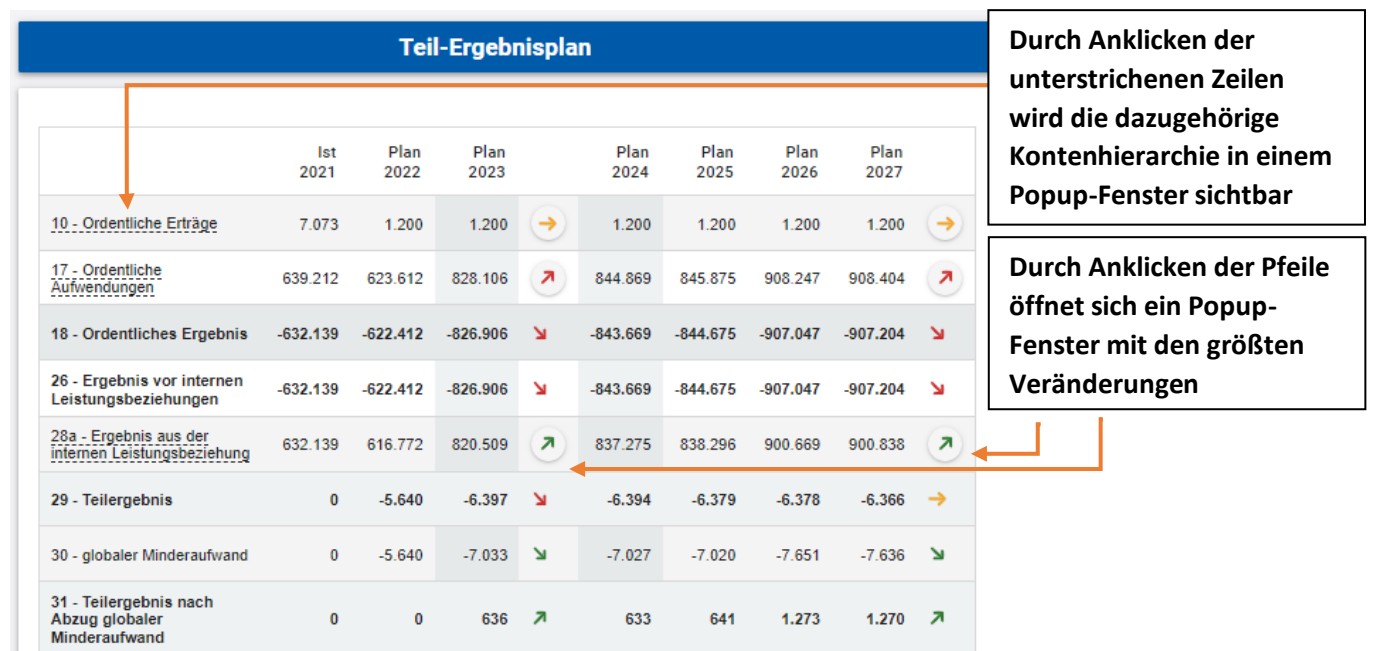 Teil-Ergebnisplan
Durch Anklicken der
unterstrichenen Zeilen
wird die dazugehörige
Kontenhierarchie in einem
Popup-Fenster sichtbar
Durch Anklicken der Pfeile
öffnet sich ein Popup-
Fenster mit den größten
Veränderungen
Ist Plan Plan Plan Plan Plan Plan
2021 2022 2023 2024 2025 2026 2027
10 - Ordentliche Erträge 7.073 1.200 1.200 → 1.200 1.200 1.200 1.200 →
17 - Ordentliche
Aufwendungen 639.212 623.612 828.106 ↗ 844.869 845.875 908.247 908.404 ↗
18 - Ordentliches Ergebnis -632.139 -622.412 -826.906 ↘ -843.669 -844.675 -907.047 -907.204 ↘
26 - Ergebnis vor internen
Leistungsbeziehungen -632.139 -622.412 -826.906 ↘ -843.669 -844.675 -907.047 -907.204 ↘
28a - Ergebnis aus der
internen Leistungsbeziehung 632.139 616.772 820.509 ↗ 837.275 838.296 900.669 900.838 ↗
29 - Teilergebnis 0 -5.640 -6.397 ↘ -6.394 -6.379 -6.378 -6.366 →
30 - globaler Minderaufwand 0 -5.640 -7.033 ↘ -7.027 -7.020 -7.651 -7.636 ↘
31 - Teilergebnis nach
Abzug globaler
Minderaufwand 0 0 636 ↗ 633 641 1.273 1.270 ↗